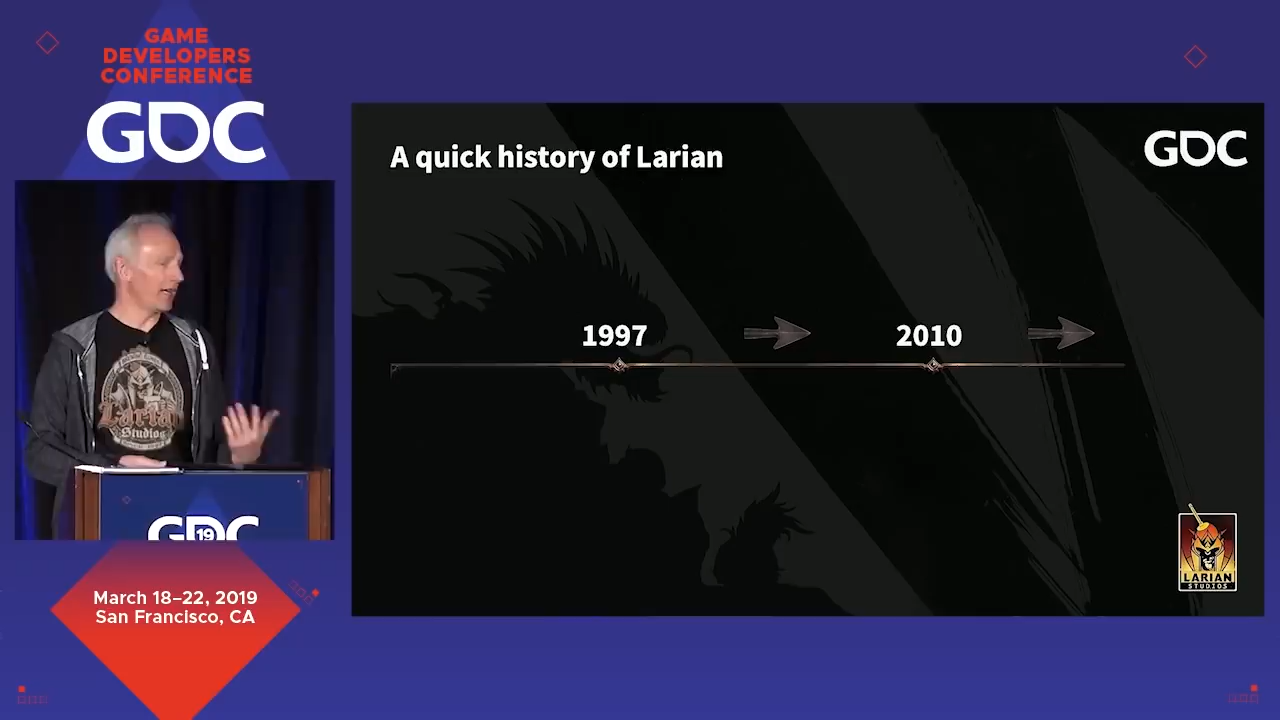 GAME
DEVELOPERS
CONFERENCE
GDC
A quick history of Larian
GDC
1997
2010
Larian
Studios
GDC
19
March 18–22, 2019
San Francisco, CA
LARIAN
STUDIOS